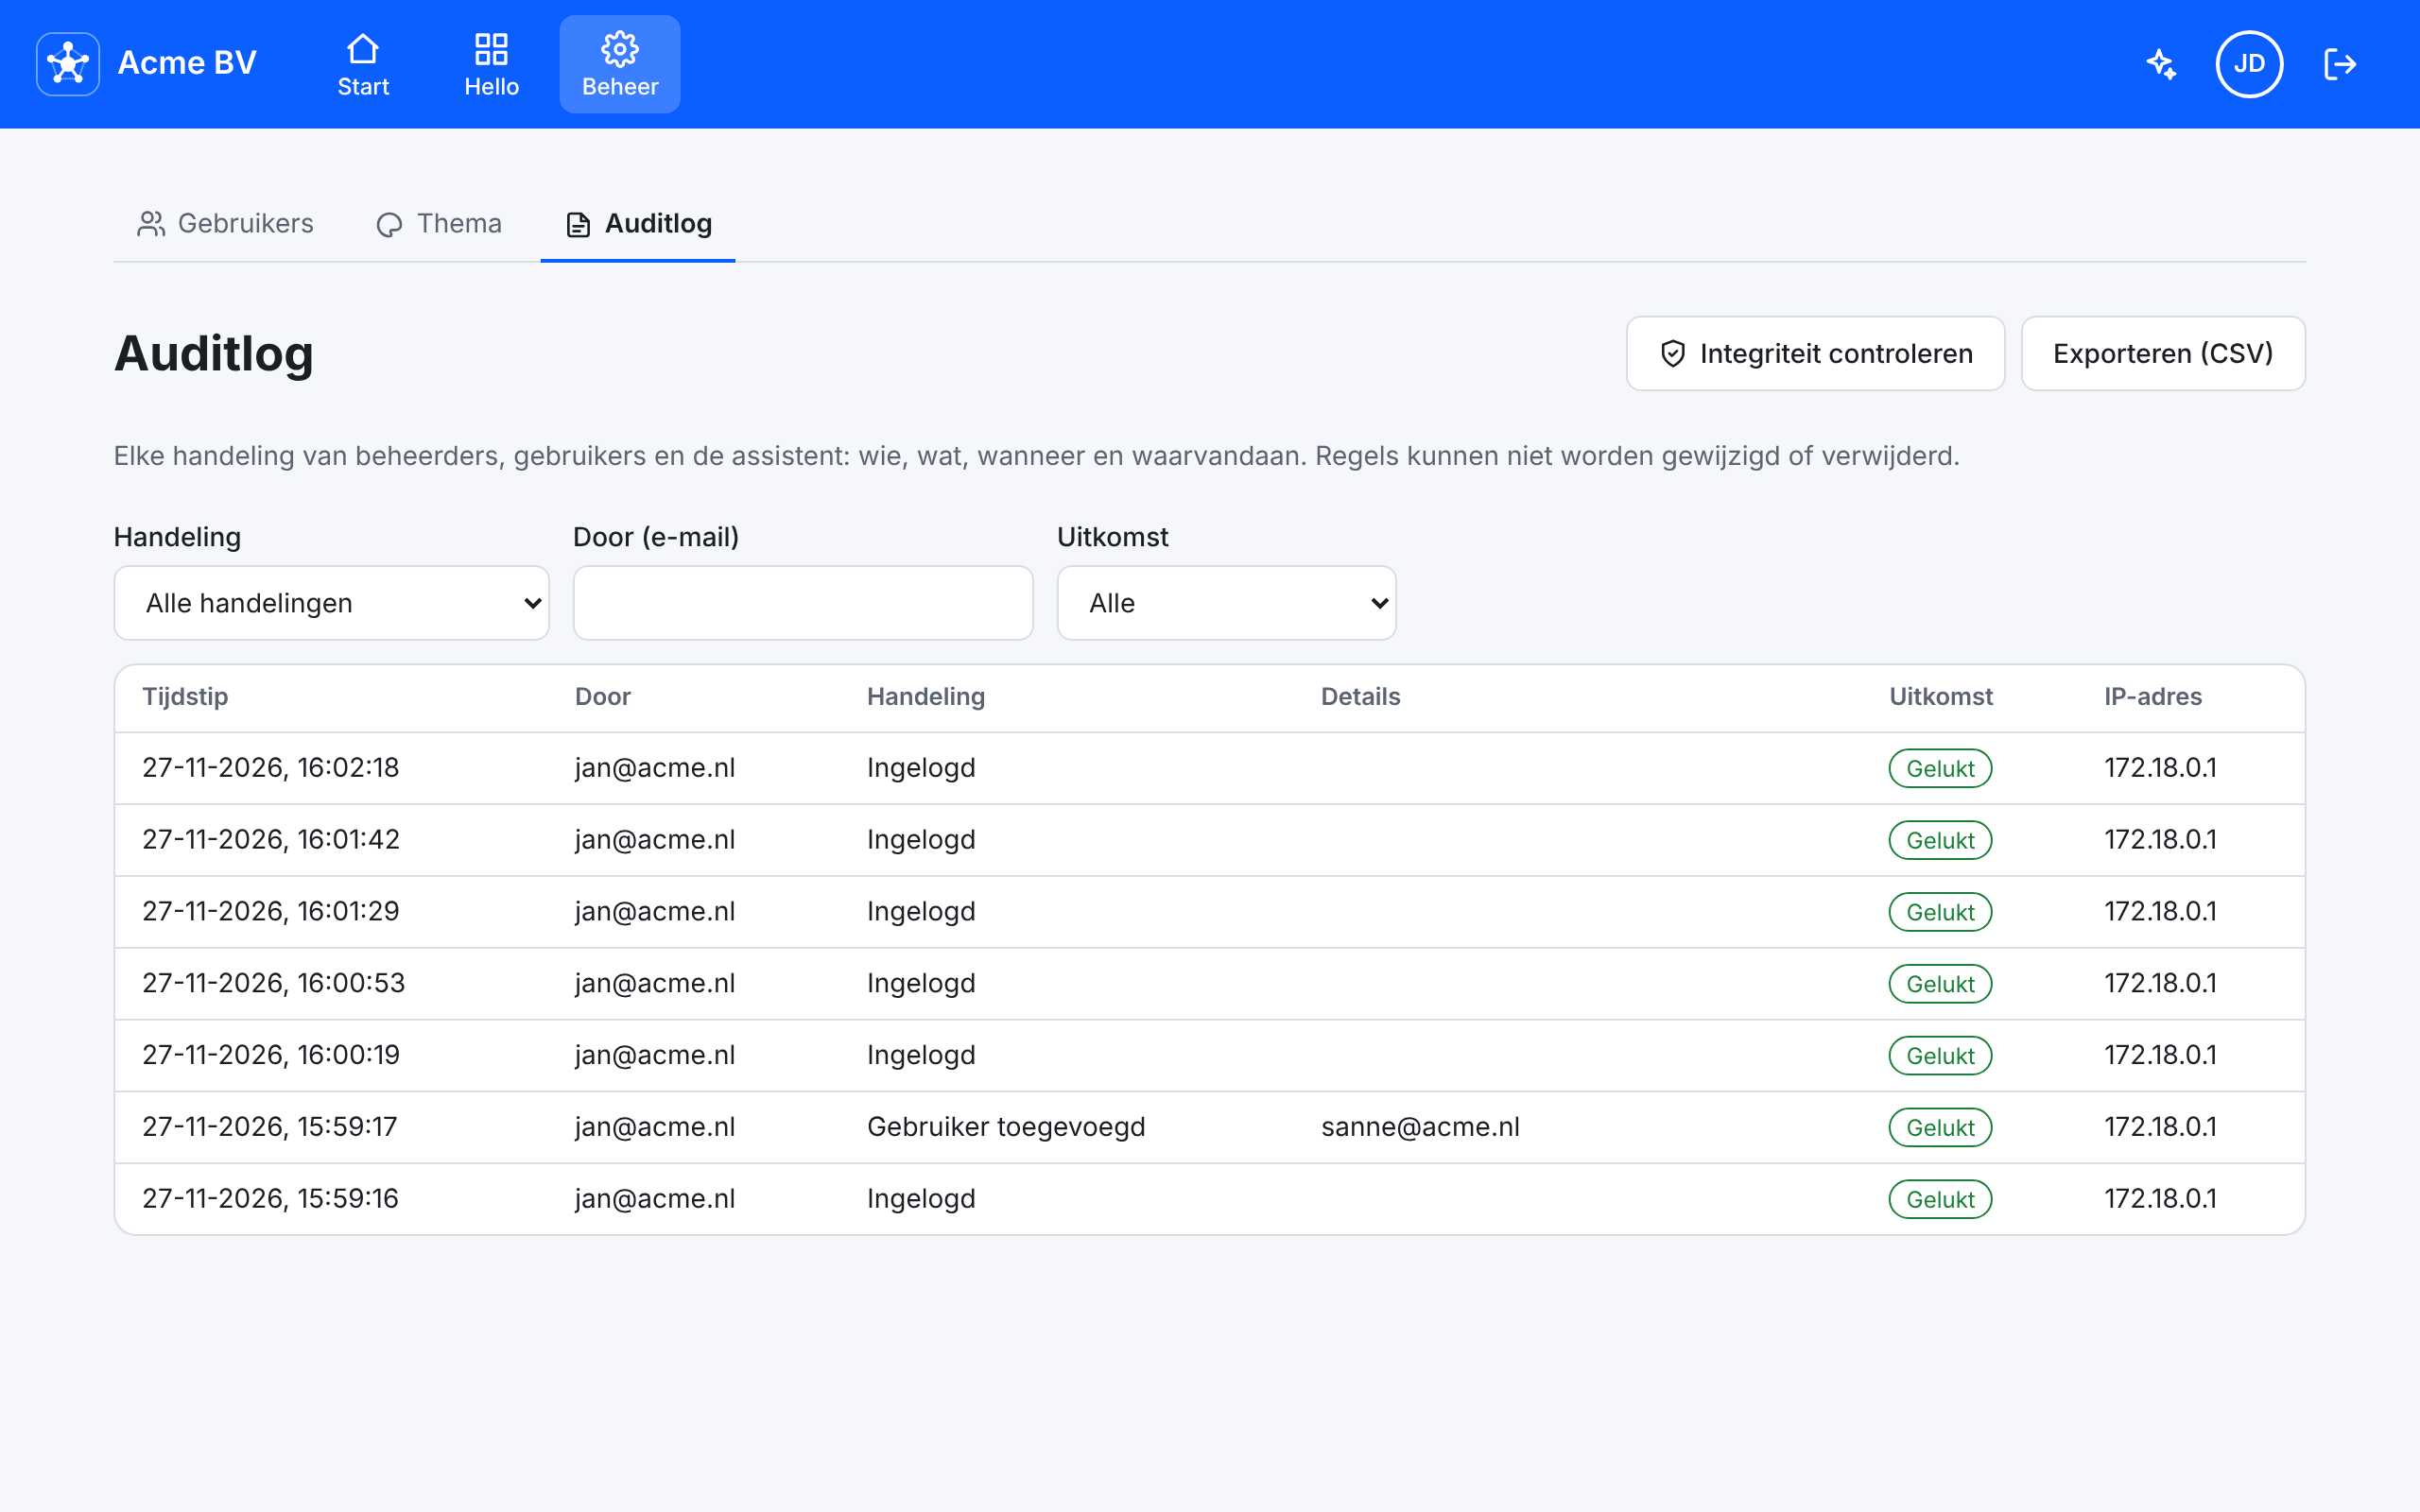 Acme BV
Start
Hello
Beheer
JD
Gebruikers
Thema
Auditlog
Auditlog
Integriteit controleren
Exporteren (CSV)
Elke handeling van beheerders, gebruikers en de assistent: wie, wat, wanneer en waarvandaan. Regels kunnen niet worden gewijzigd of verwijderd.
Handeling Door (e-mail) Uitkomst
Alle handelingen Alle
Tijdstip Door Handeling Details Uitkomst IP-adres
27-11-2026, 16:02:18 jan@acme.nl Ingelogd Gelukt 172.18.0.1
27-11-2026, 16:01:42 jan@acme.nl Ingelogd Gelukt 172.18.0.1
27-11-2026, 16:01:29 jan@acme.nl Ingelogd Gelukt 172.18.0.1
27-11-2026, 16:00:53 jan@acme.nl Ingelogd Gelukt 172.18.0.1
27-11-2026, 16:00:19 jan@acme.nl Ingelogd Gelukt 172.18.0.1
27-11-2026, 15:59:17 jan@acme.nl Gebruiker toegevoegd sanne@acme.nl Gelukt 172.18.0.1
27-11-2026, 15:59:16 jan@acme.nl Ingelogd Gelukt 172.18.0.1